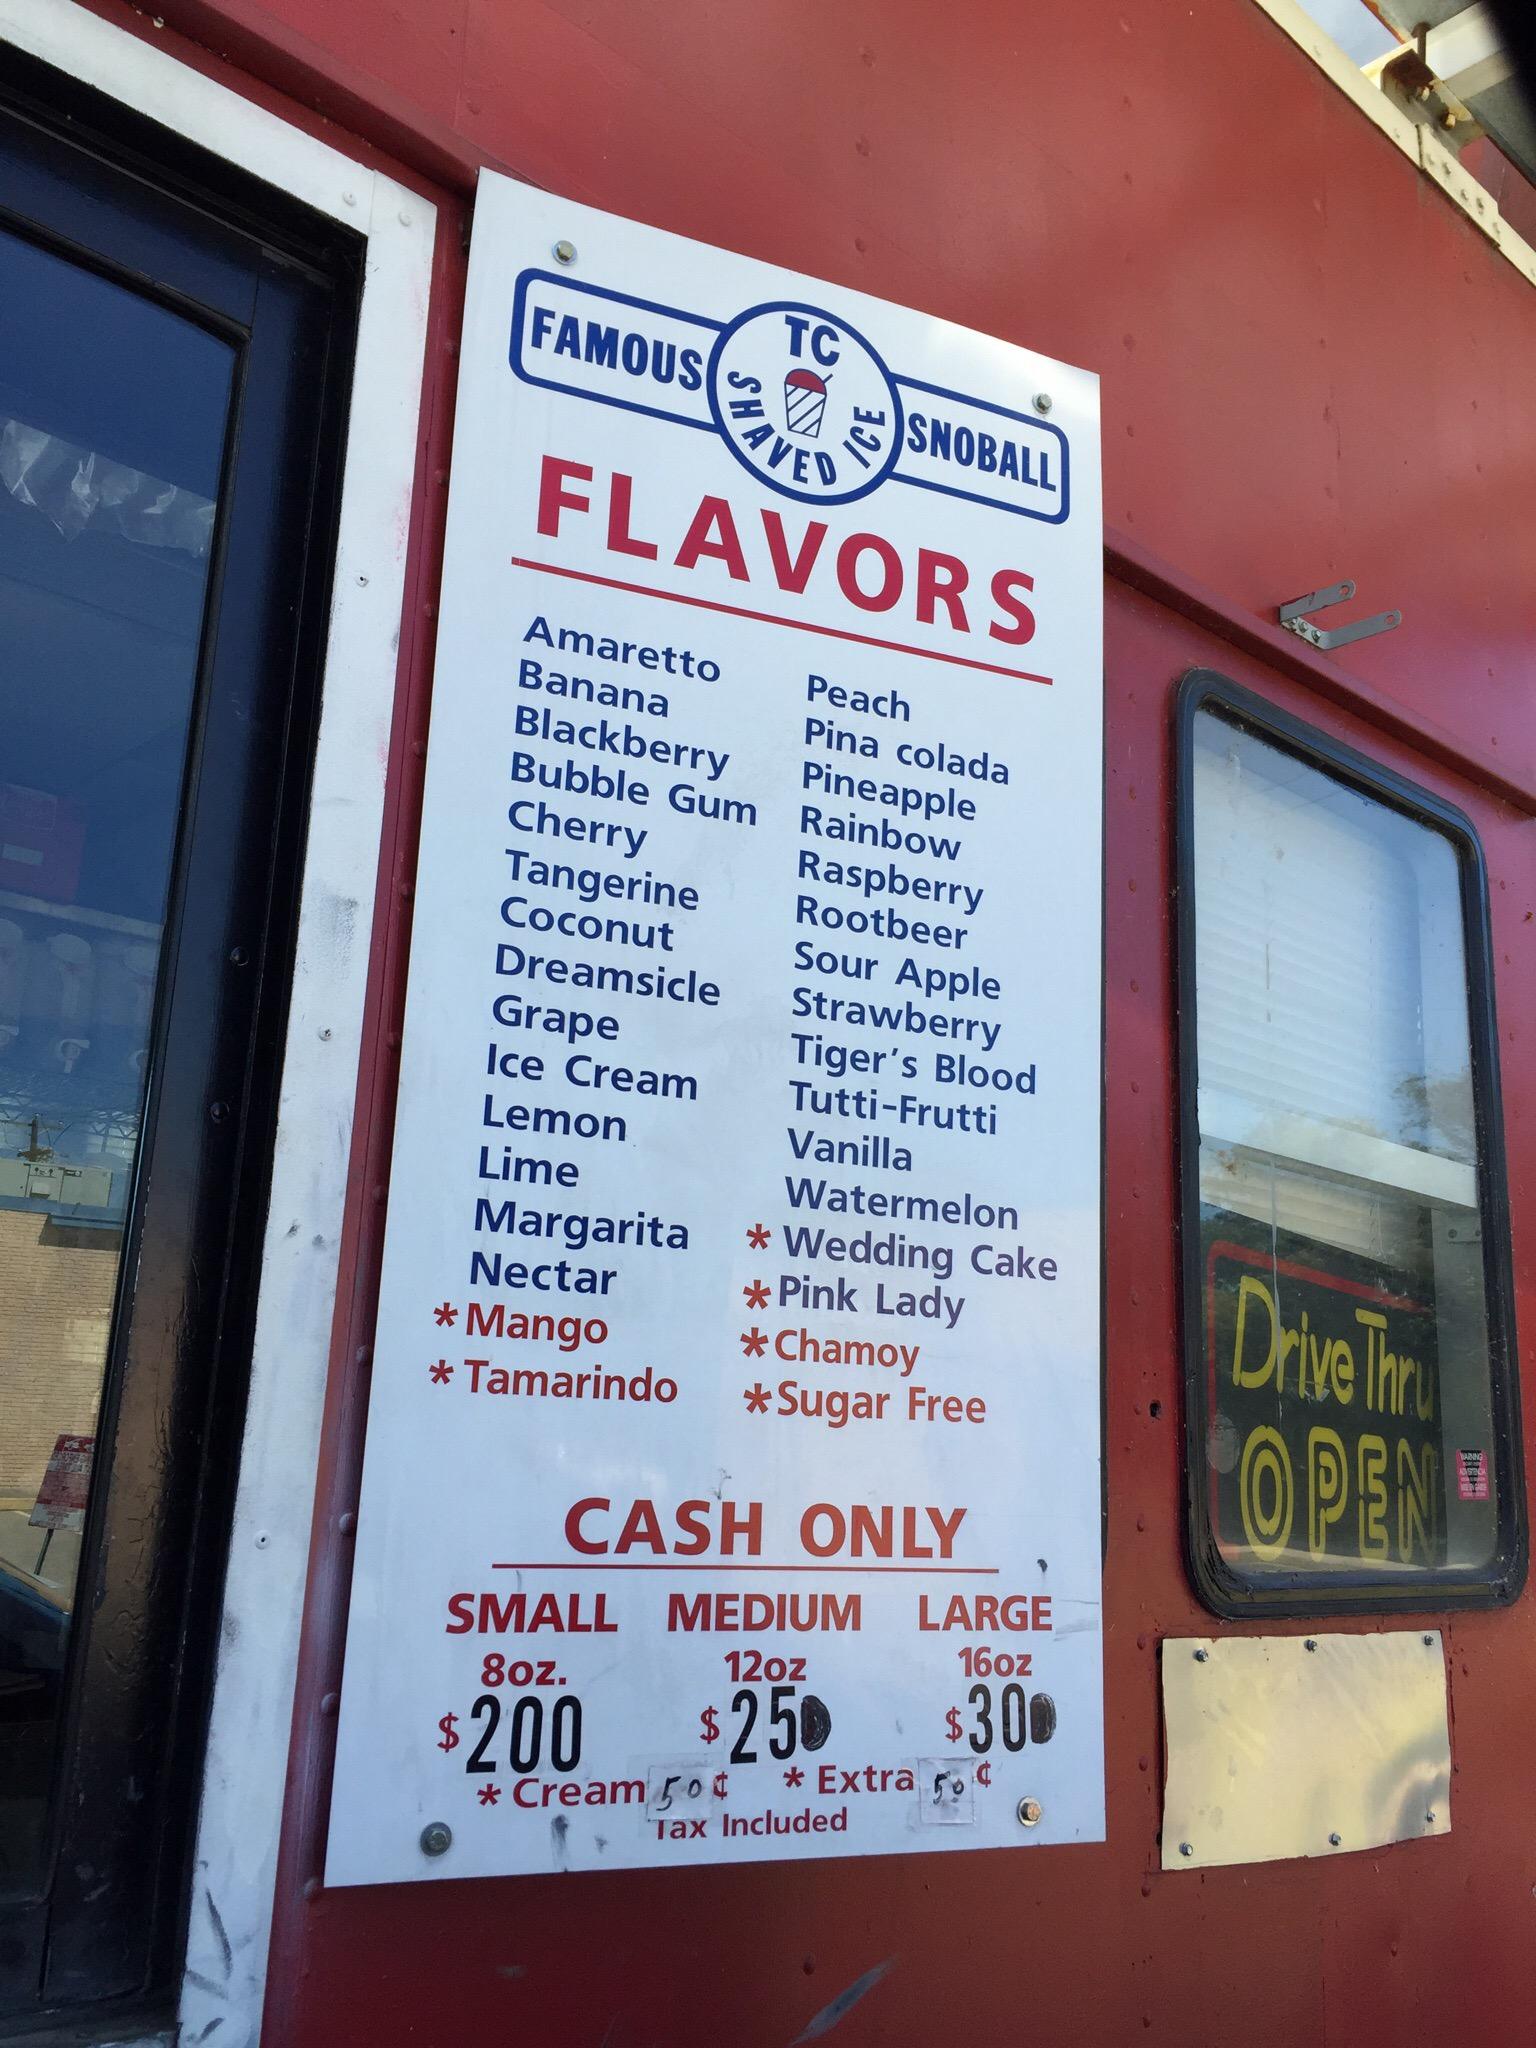 FAMOUS TC SNOBALL
SHAVED ICE
FLAVORS
Amaretto
Banana
Blackberry
Bubble Gum
Cherry
Tangerine
Coconut
Dreamsicle
Grape
Ice Cream
Lemon
Lime
Margarita
Nectar
* Mango
* Tamarindo
Peach
Pina colada
Pineapple
Rainbow
Raspberry
Rootbeer
Sour Apple
Strawberry
Tiger's Blood
Tutti-Frutti
Vanilla
Watermelon
* Wedding Cake
* Pink Lady
* Chamoy
* Sugar Free
CASH ONLY
SMALL MEDIUM LARGE
8oz. 12oz 16oz
$200 $250 $300
* Cream 50¢ * Extra 50¢
Tax Included
Drive Thru
OPEN
WARNING